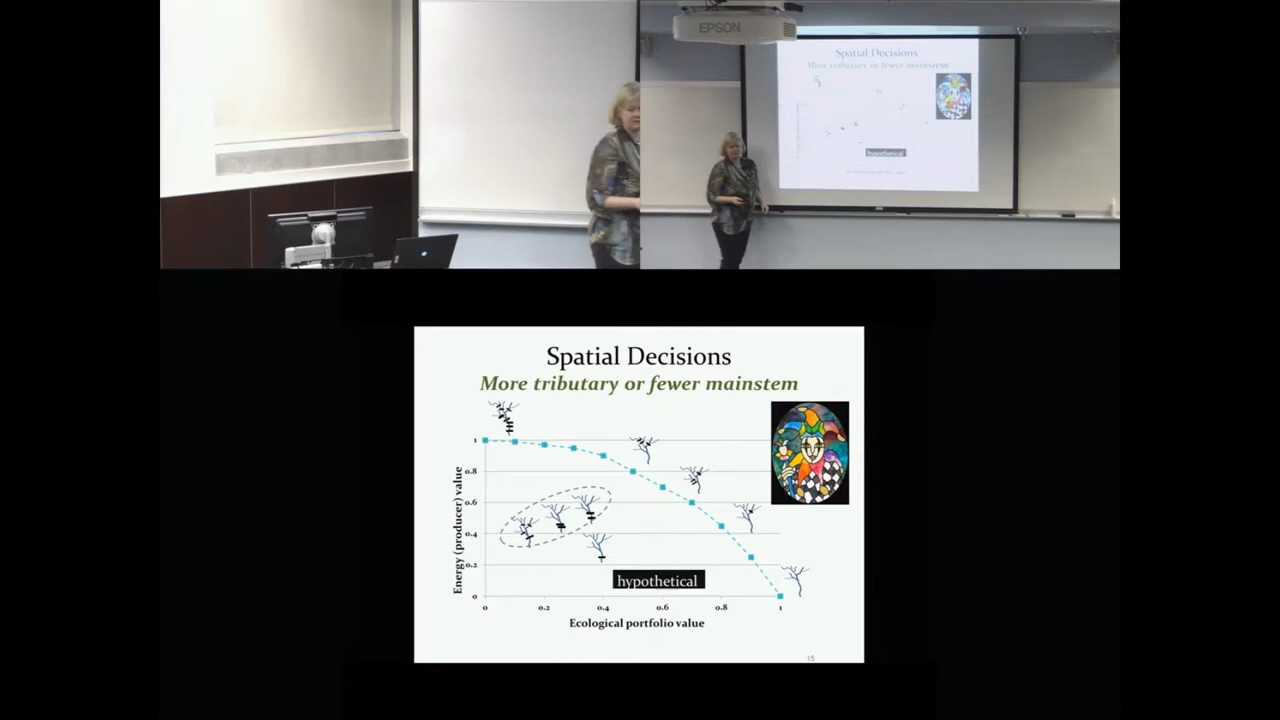 EPSON
Spatial Decisions
More tributary or fewer mainstem
hypothetical
Spatial Decisions
More tributary or fewer mainstem
1
0.8
0.6
0.4
0.2
0
Energy (producer) value
hypothetical
0 0.2 0.4 0.6 0.8 1
Ecological portfolio value
15